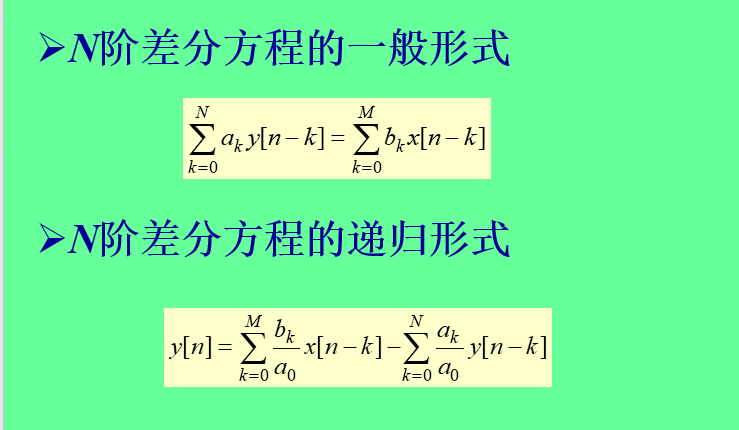 ➢N阶差分方程的一般形式
\sum_{k=0}^{N} a_k y[n-k] = \sum_{k=0}^{M} b_k x[n-k]
➢N阶差分方程的递归形式
y[n] = \sum_{k=0}^{M} \frac{b_k}{a_0} x[n-k] - \sum_{k=0}^{N} \frac{a_k}{a_0} y[n-k]